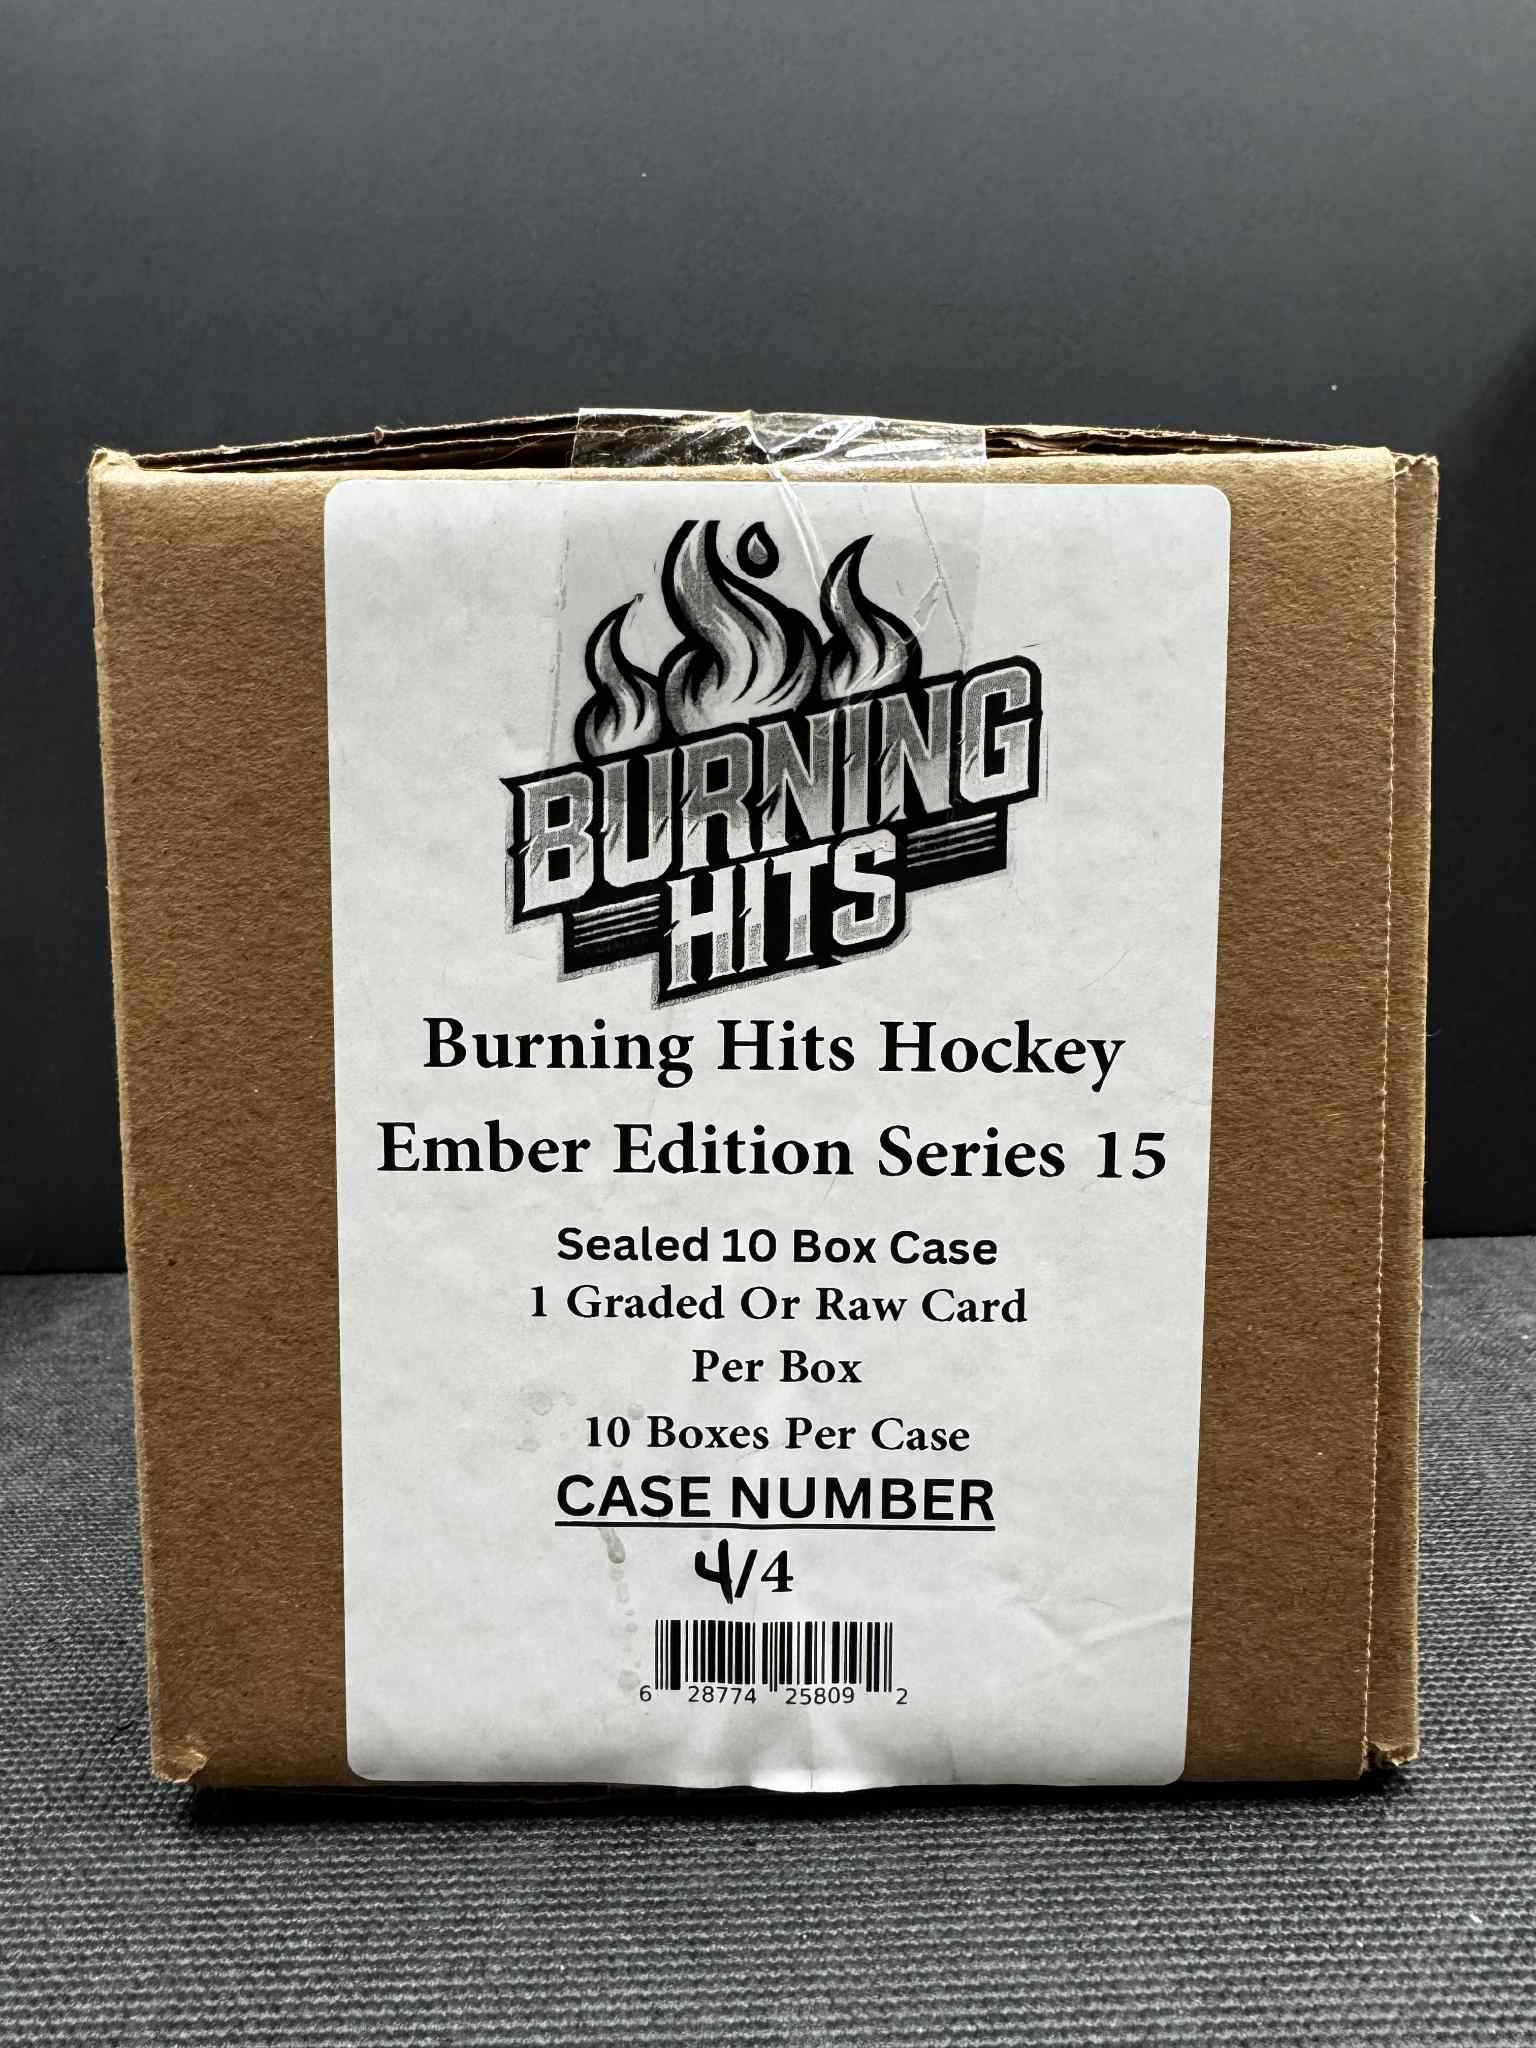 BURNING
HITS
Burning Hits Hockey
Ember Edition Series 15
Sealed 10 Box Case
1 Graded Or Raw Card
Per Box
10 Boxes Per Case
CASE NUMBER
4/4
6 28774 25809 2